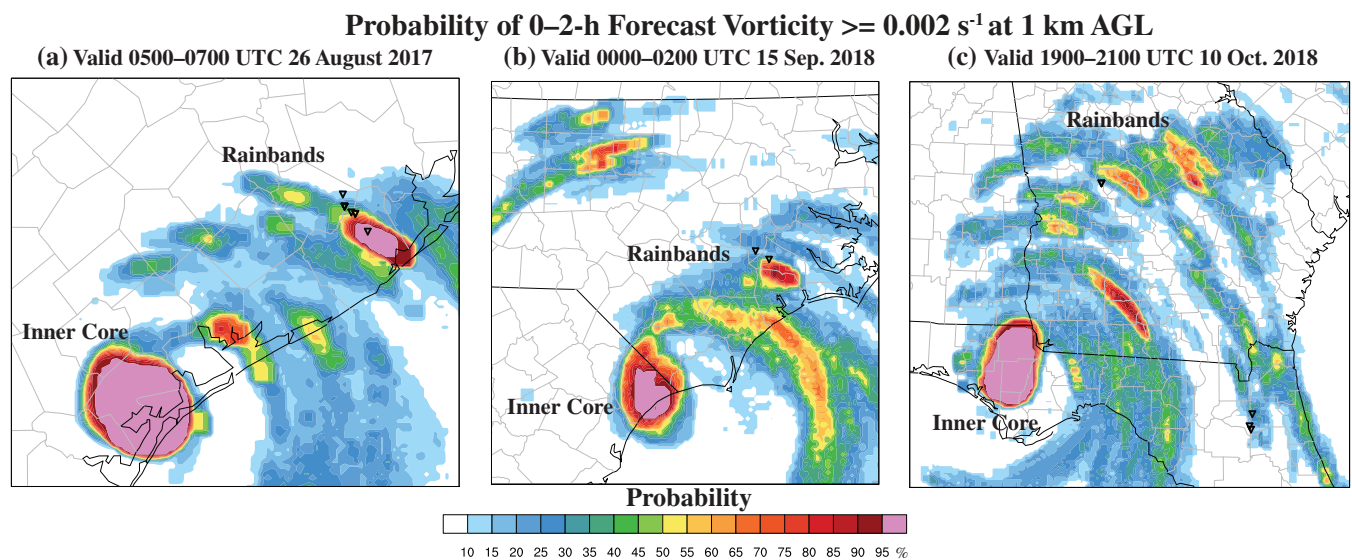 Probability of 0–2-h Forecast Vorticity >= 0.002 s-1 at 1 km AGL
(a) Valid 0500–0700 UTC 26 August 2017
(b) Valid 0000–0200 UTC 15 Sep. 2018
(c) Valid 1900–2100 UTC 10 Oct. 2018
Rainbands
Inner Core
Rainbands
Inner Core
Rainbands
Inner Core
Probability
10 15 20 25 30 35 40 45 50 55 60 65 70 75 80 85 90 95 %